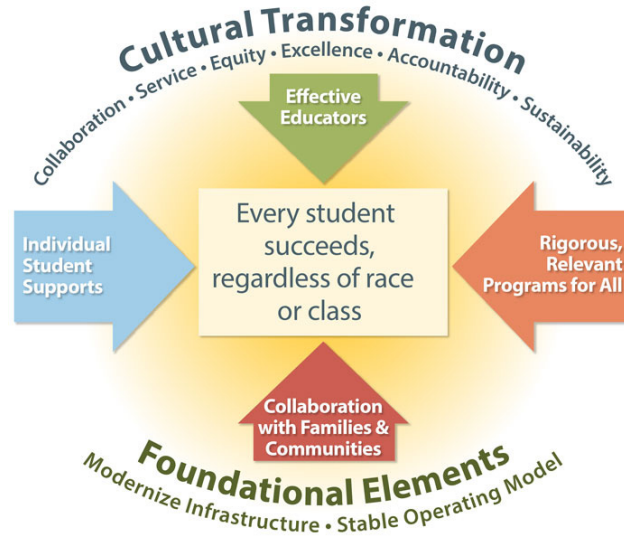 Cultural Transformation
Collaboration • Service • Equity • Excellence • Accountability • Sustainability
Effective
Educators
Individual
Student
Supports
Every student
succeeds,
regardless of race
or class
Rigorous,
Relevant
Programs for All
Collaboration
with Families &
Communities
Foundational Elements
Modernize Infrastructure • Stable Operating Model